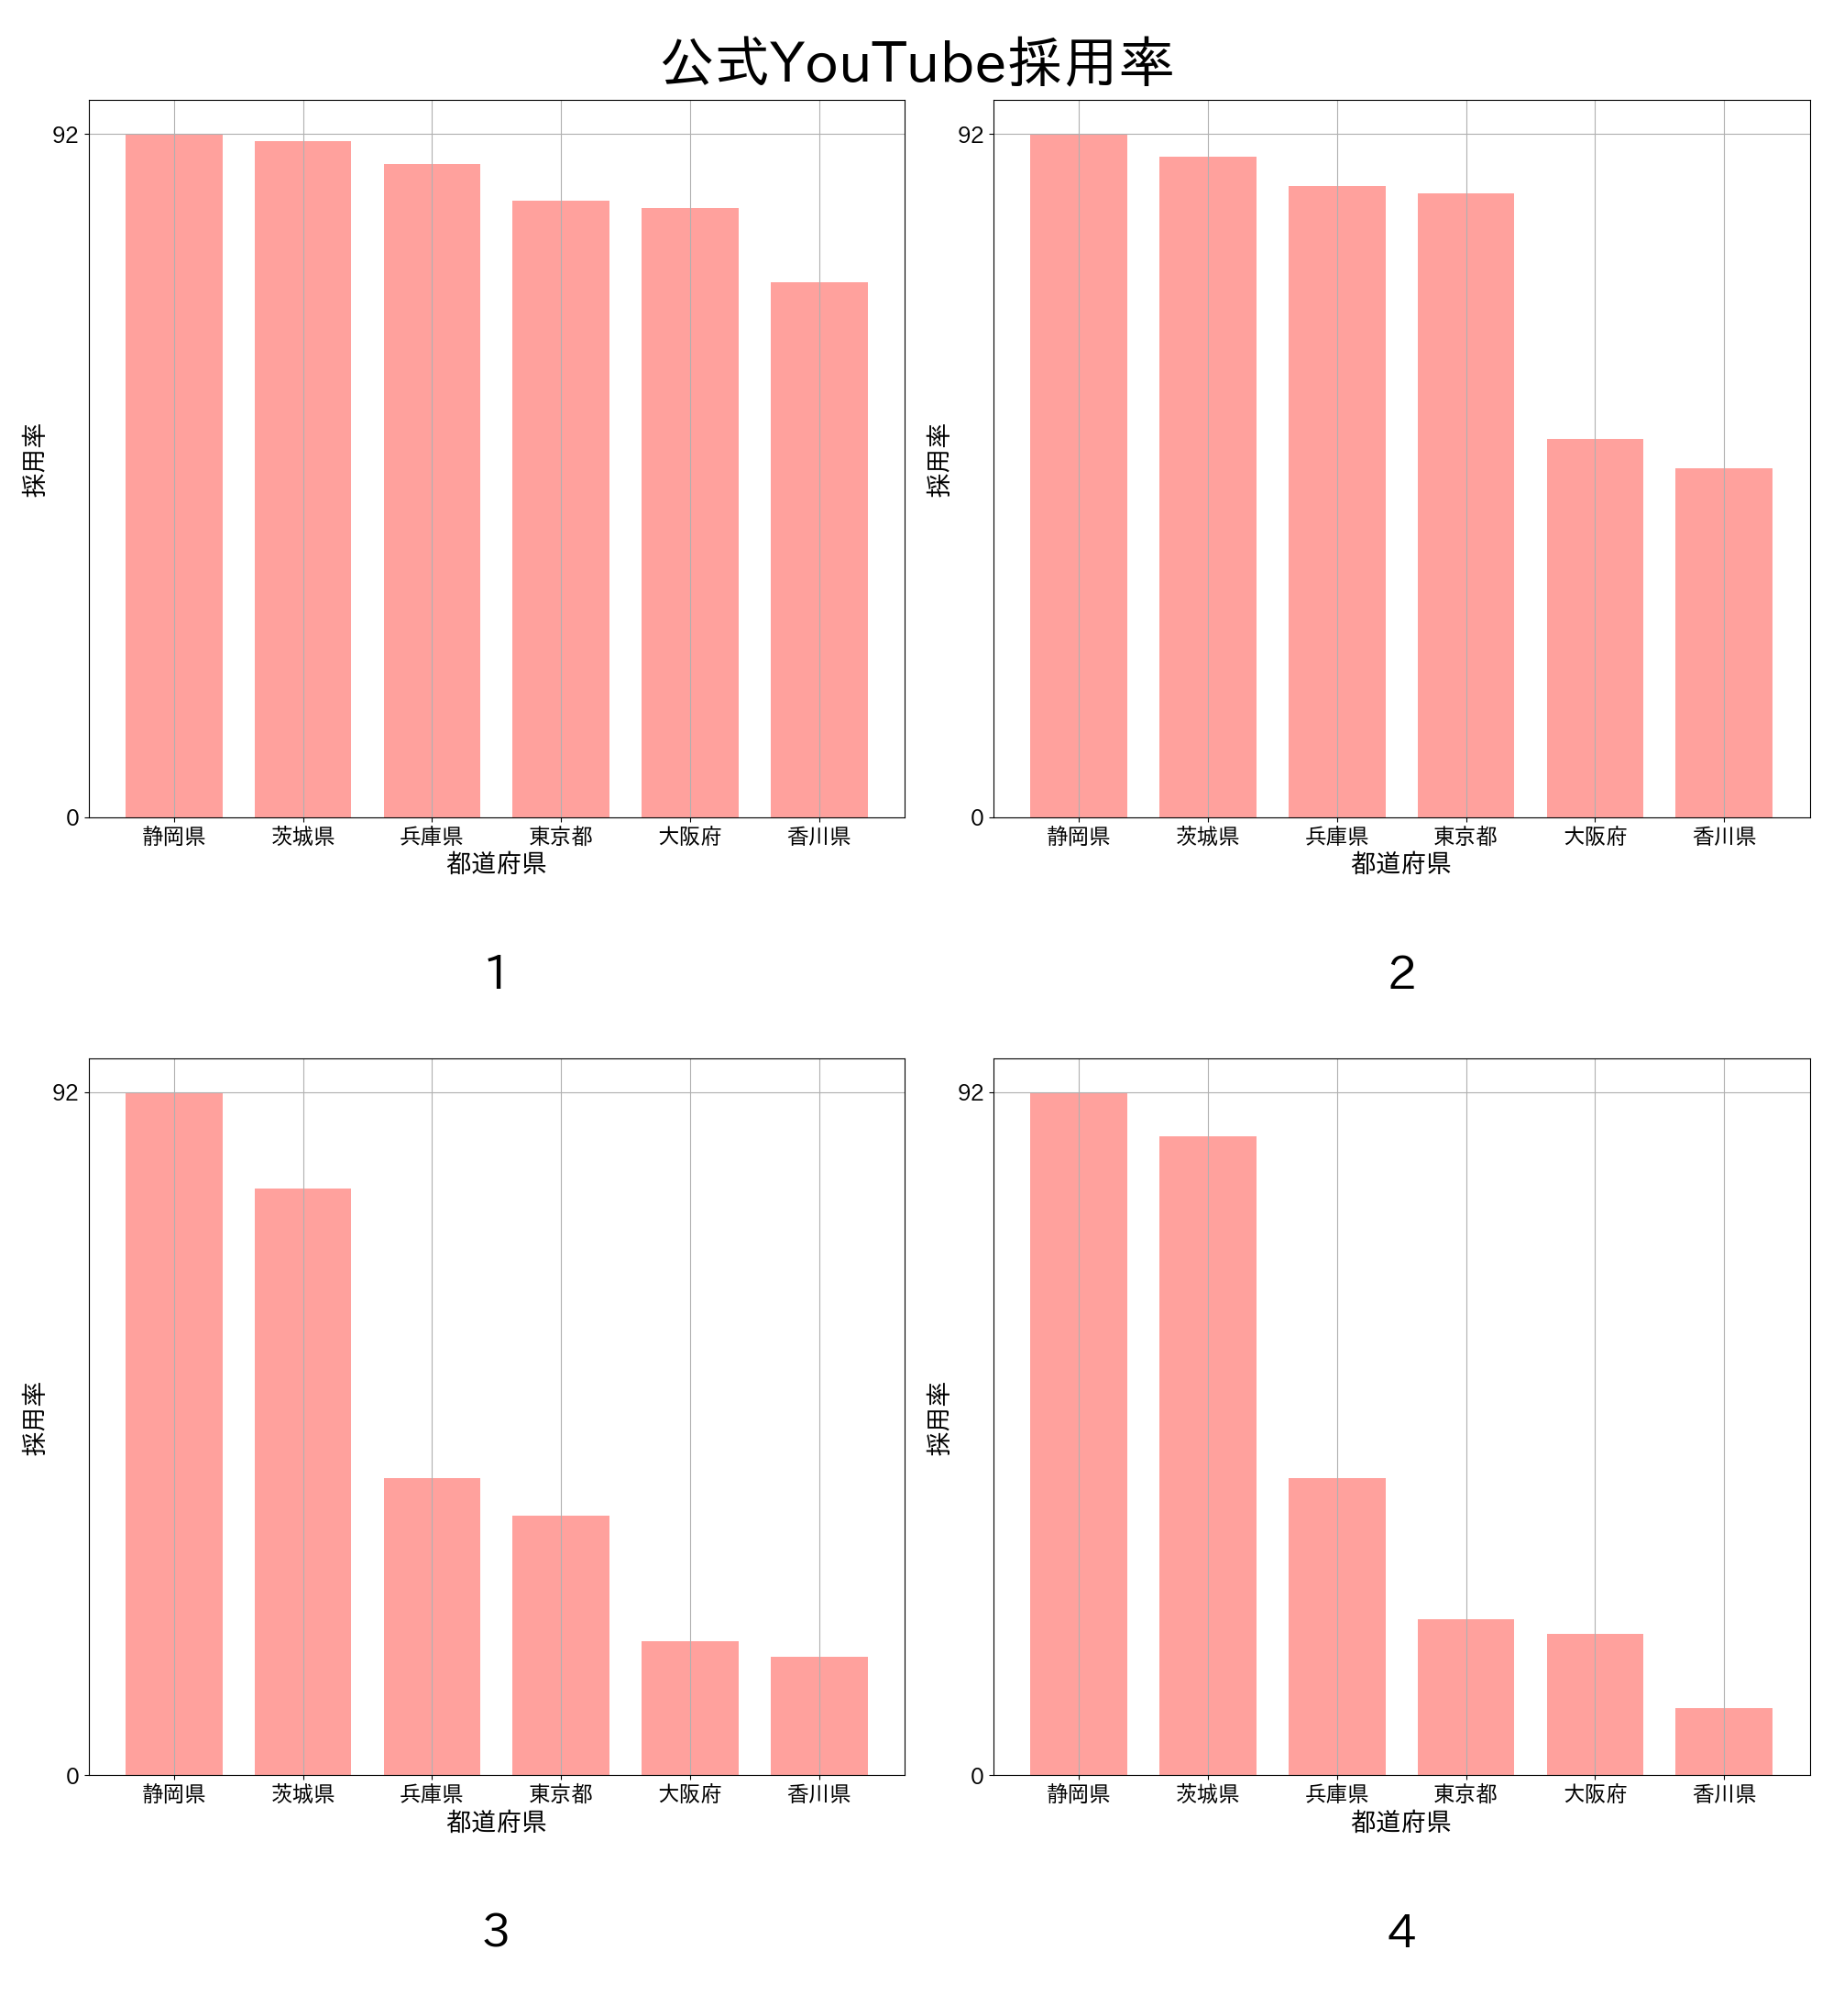 公式YouTube採用率
92
0
採用率
静岡県 茨城県 兵庫県 東京都 大阪府 香川県
都道府県
1
92
0
採用率
静岡県 茨城県 兵庫県 東京都 大阪府 香川県
都道府県
2
92
0
採用率
静岡県 茨城県 兵庫県 東京都 大阪府 香川県
都道府県
3
92
0
採用率
静岡県 茨城県 兵庫県 東京都 大阪府 香川県
都道府県
4